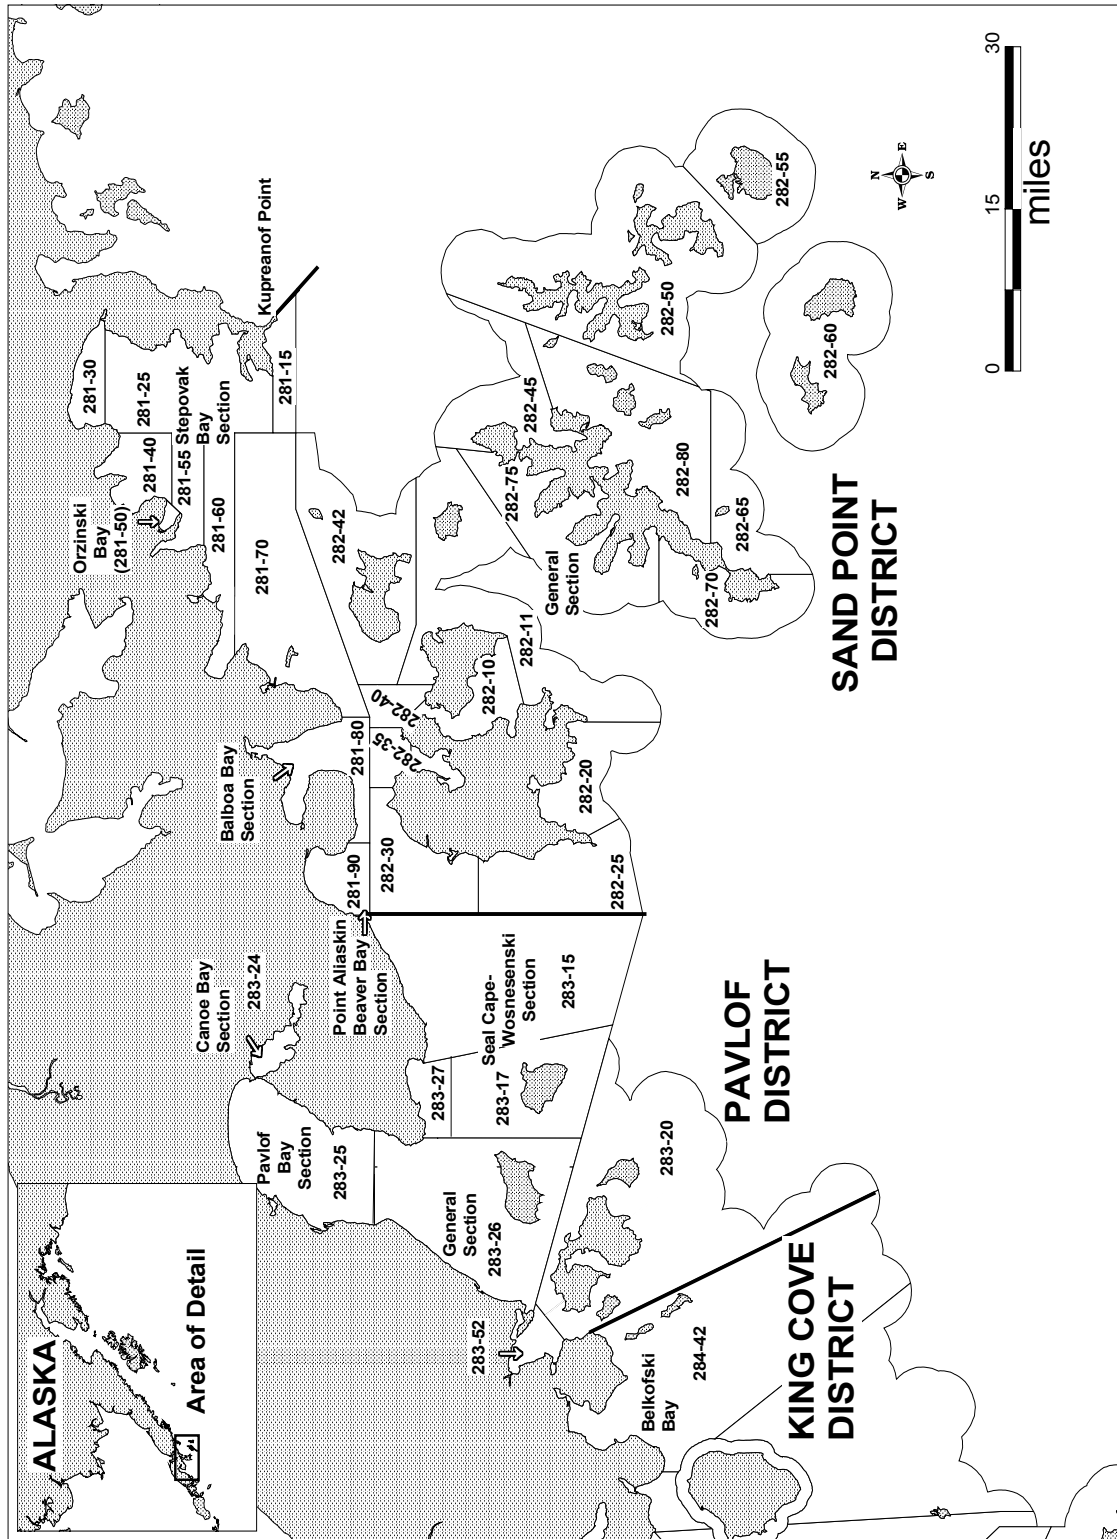 ALASKA
Area of Detail
Kupreanof Point
281-30
281-25
281-15
281-40
Stepovak
Bay
Section
281-55
Orzinski
Bay
(281-50)
281-60
281-70
282-42
282-45
282-75
282-50
282-55
282-60
282-80
282-65
282-70
General
Section
282-11
282-10
282-40
282-35
281-80
Balboa Bay
Section
282-20
282-30
282-25
281-90
Point Aliaskin
Beaver Bay
Section
Canoe Bay
Section
283-24
Seal Cape-
Wosnesenski
Section
283-15
283-27
283-17
Pavlof
Bay
Section
283-25
General
Section
283-26
283-20
283-52
Belkofski
Bay
284-42
SAND POINT
DISTRICT
PAVLOF
DISTRICT
KING COVE
DISTRICT
N
W
E
S
0
15
30
miles